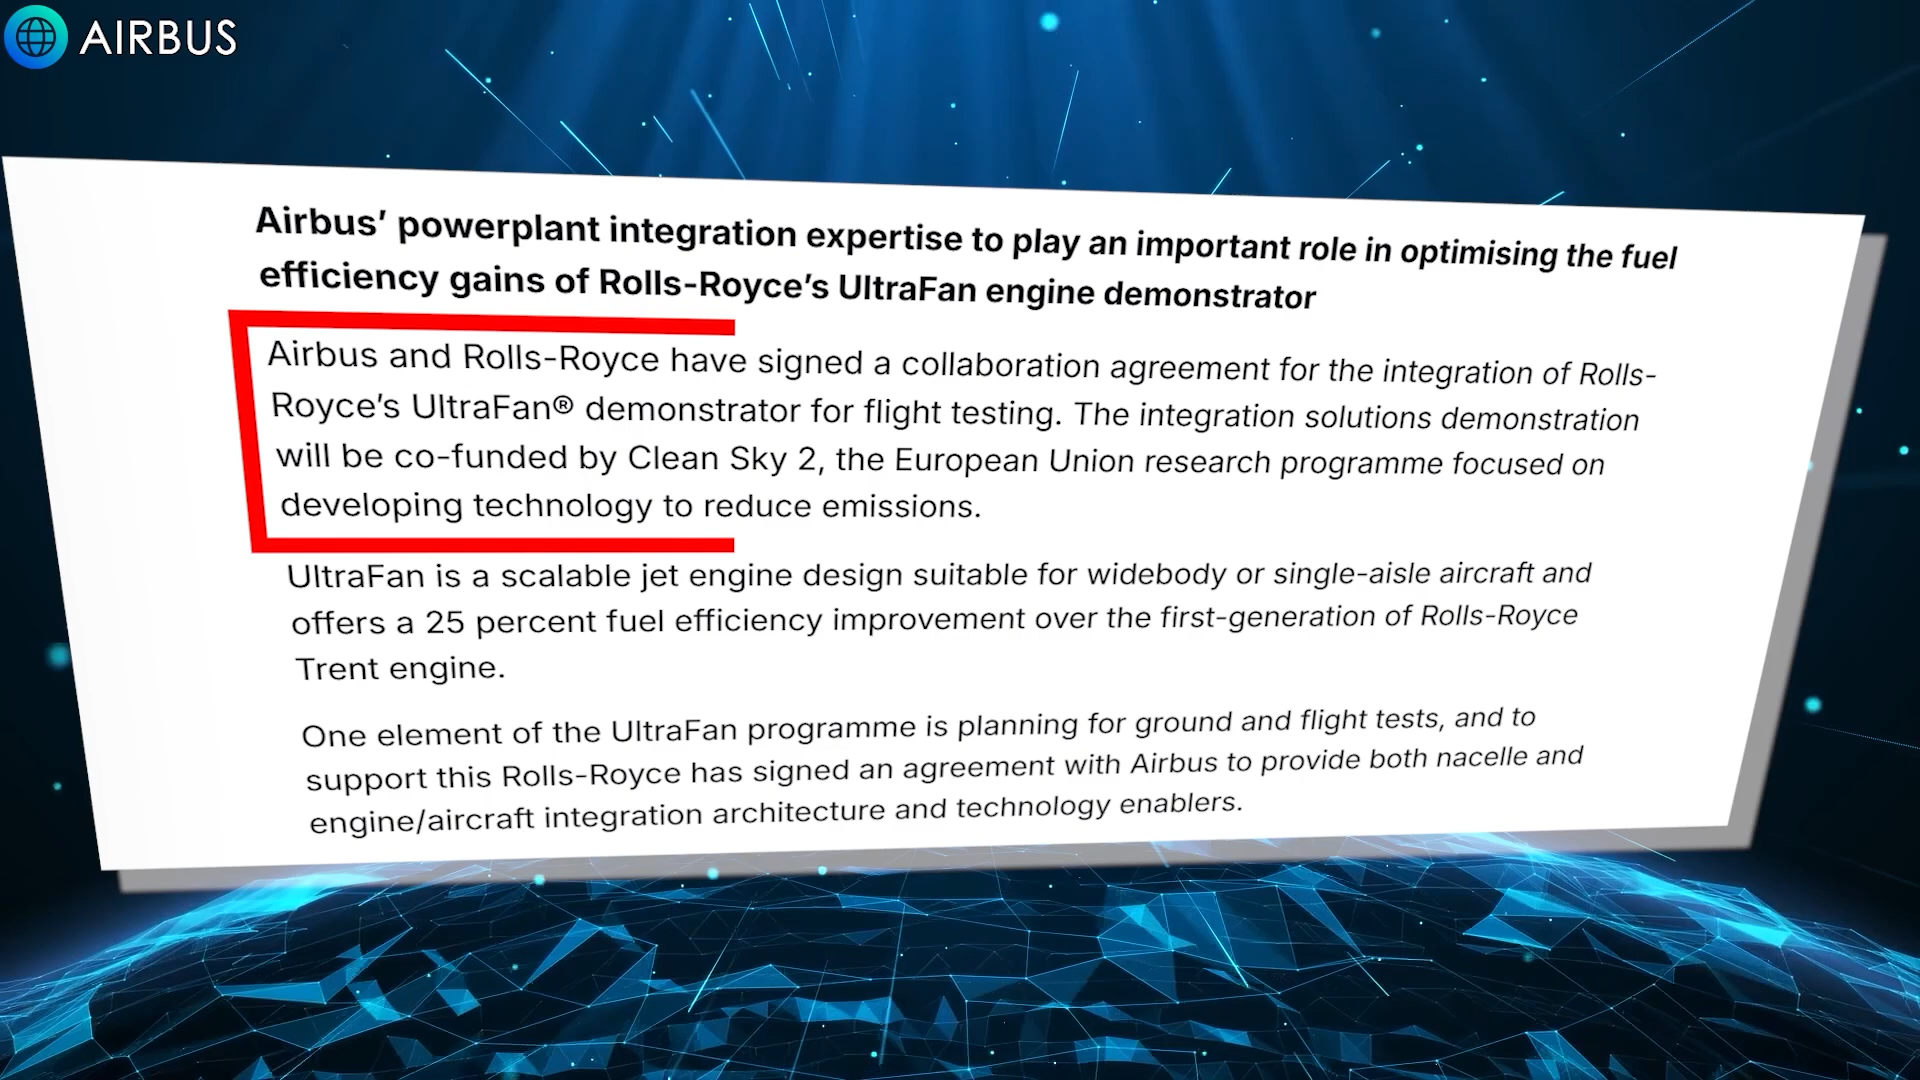 AIRBUS
Airbus’ powerplant integration expertise to play an important role in optimising the fuel
efficiency gains of Rolls-Royce’s UltraFan engine demonstrator
Airbus and Rolls-Royce have signed a collaboration agreement for the integration of Rolls-
Royce’s UltraFan® demonstrator for flight testing. The integration solutions demonstration
will be co-funded by Clean Sky 2, the European Union research programme focused on
developing technology to reduce emissions.
UltraFan is a scalable jet engine design suitable for widebody or single-aisle aircraft and
offers a 25 percent fuel efficiency improvement over the first-generation of Rolls-Royce
Trent engine.
One element of the UltraFan programme is planning for ground and flight tests, and to
support this Rolls-Royce has signed an agreement with Airbus to provide both nacelle and
engine/aircraft integration architecture and technology enablers.